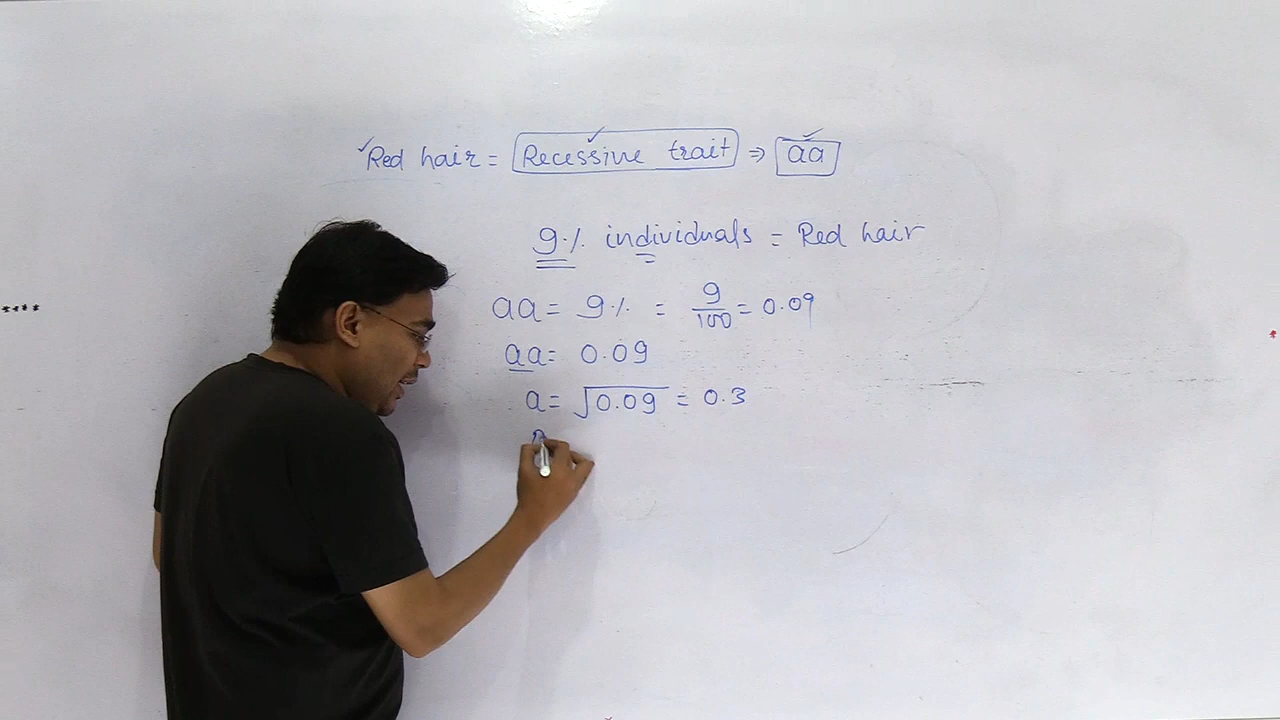 ✓Red hair = Recessive trait ⇒ aa
9% individuals = Red hair
aa = 9% = 9/100 = 0.09
aa = 0.09
a = √0.09 = 0.3